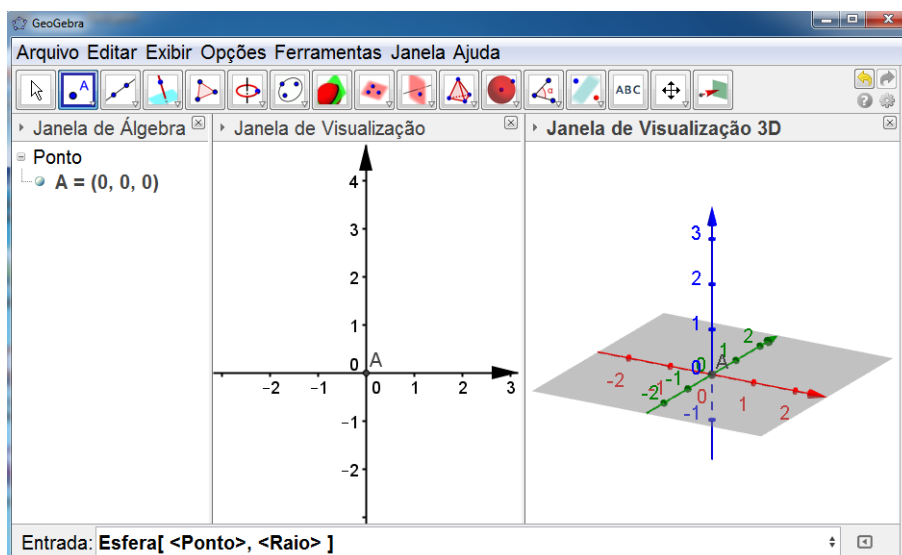 GeoGebra
Arquivo Editar Exibir Opções Ferramentas Janela Ajuda
A
α
ABC
Janela de Álgebra
Janela de Visualização
Janela de Visualização 3D
Ponto
A = (0, 0, 0)
4
3
2
1
0 A
-2 -1 0 1 2 3
-1
-2
3
2
1 1 2
0 0 A
-2 -1 -1 0 1 2
-2
-1
Entrada: Esfera[ <Ponto>, <Raio> ]